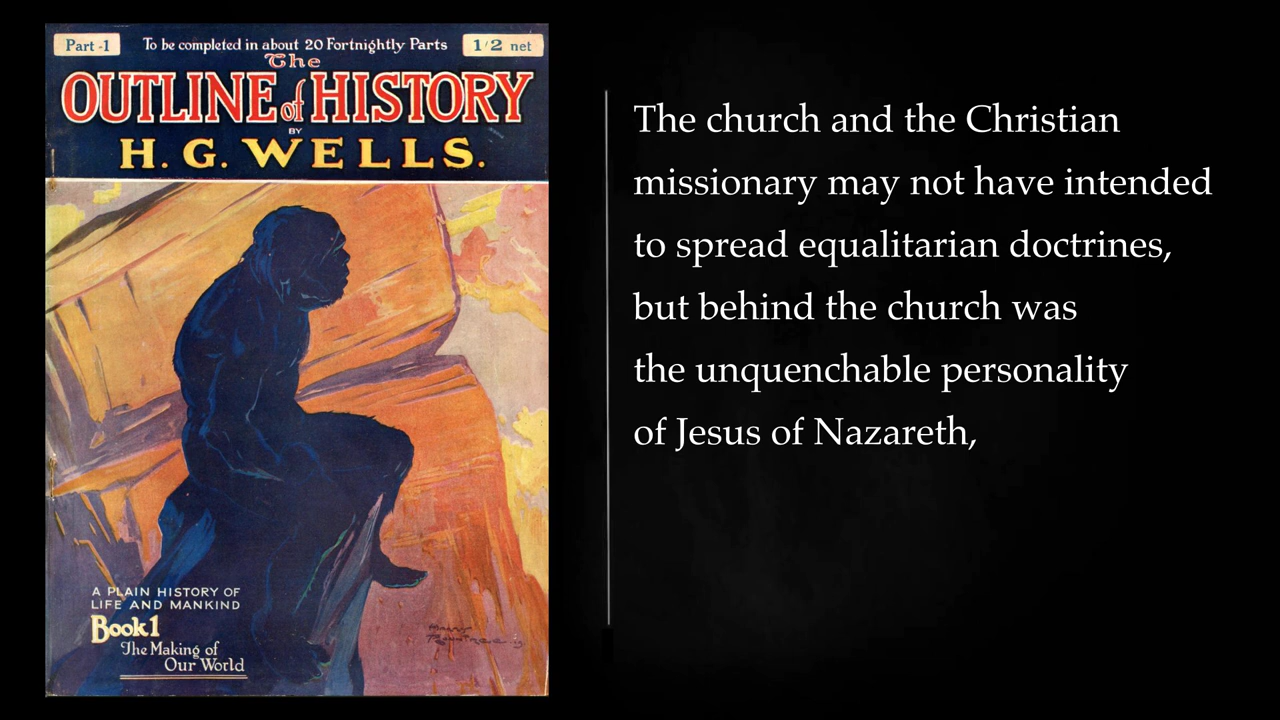 Part -1
To be completed in about 20 Fortnightly Parts
1/2 net
The
OUTLINE of HISTORY
BY
H. G. WELLS.
A PLAIN HISTORY OF
LIFE AND MANKIND
Book 1
The Making of
Our World
The church and the Christian
missionary may not have intended
to spread equalitarian doctrines,
but behind the church was
the unquenchable personality
of Jesus of Nazareth,